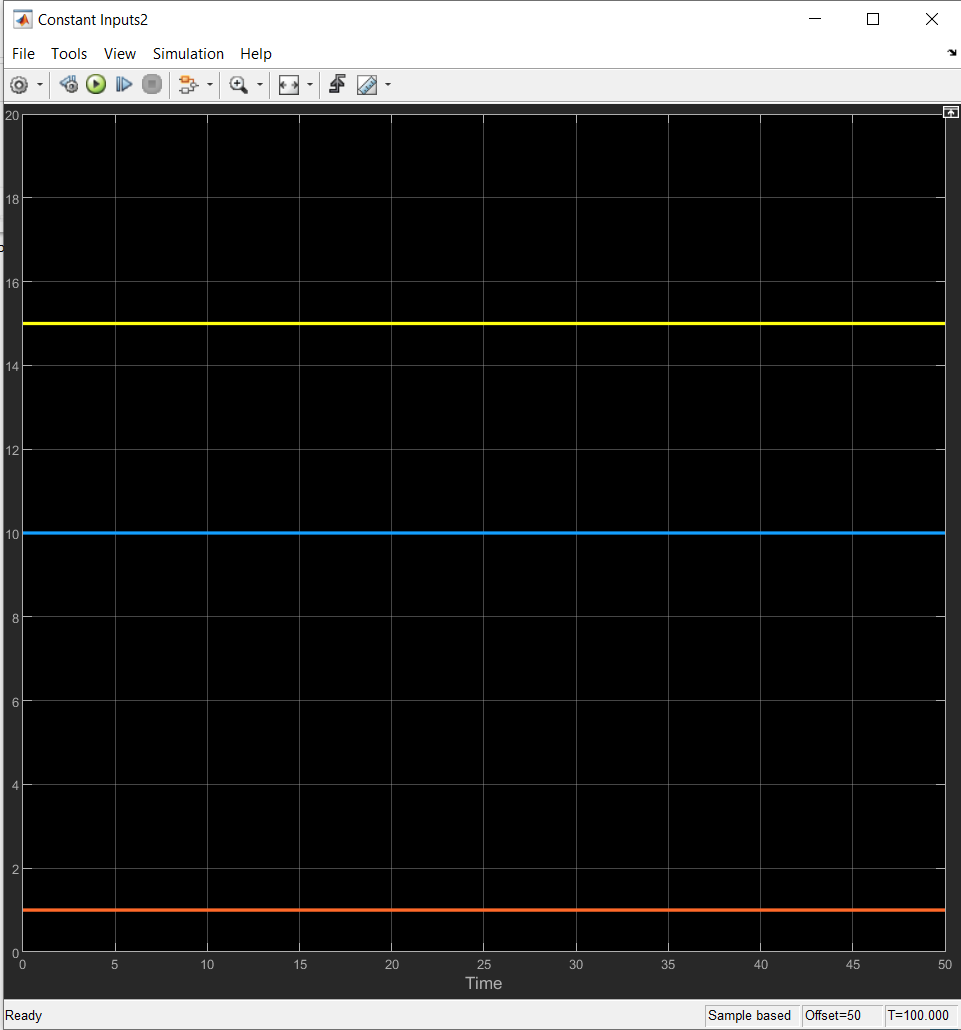 Constant Inputs2
File Tools View Simulation Help
20
18
16
14
12
10
8
6
4
2
0
0 5 10 15 20 25 30 35 40 45 50
Time
Ready Sample based Offset=50 T=100.000